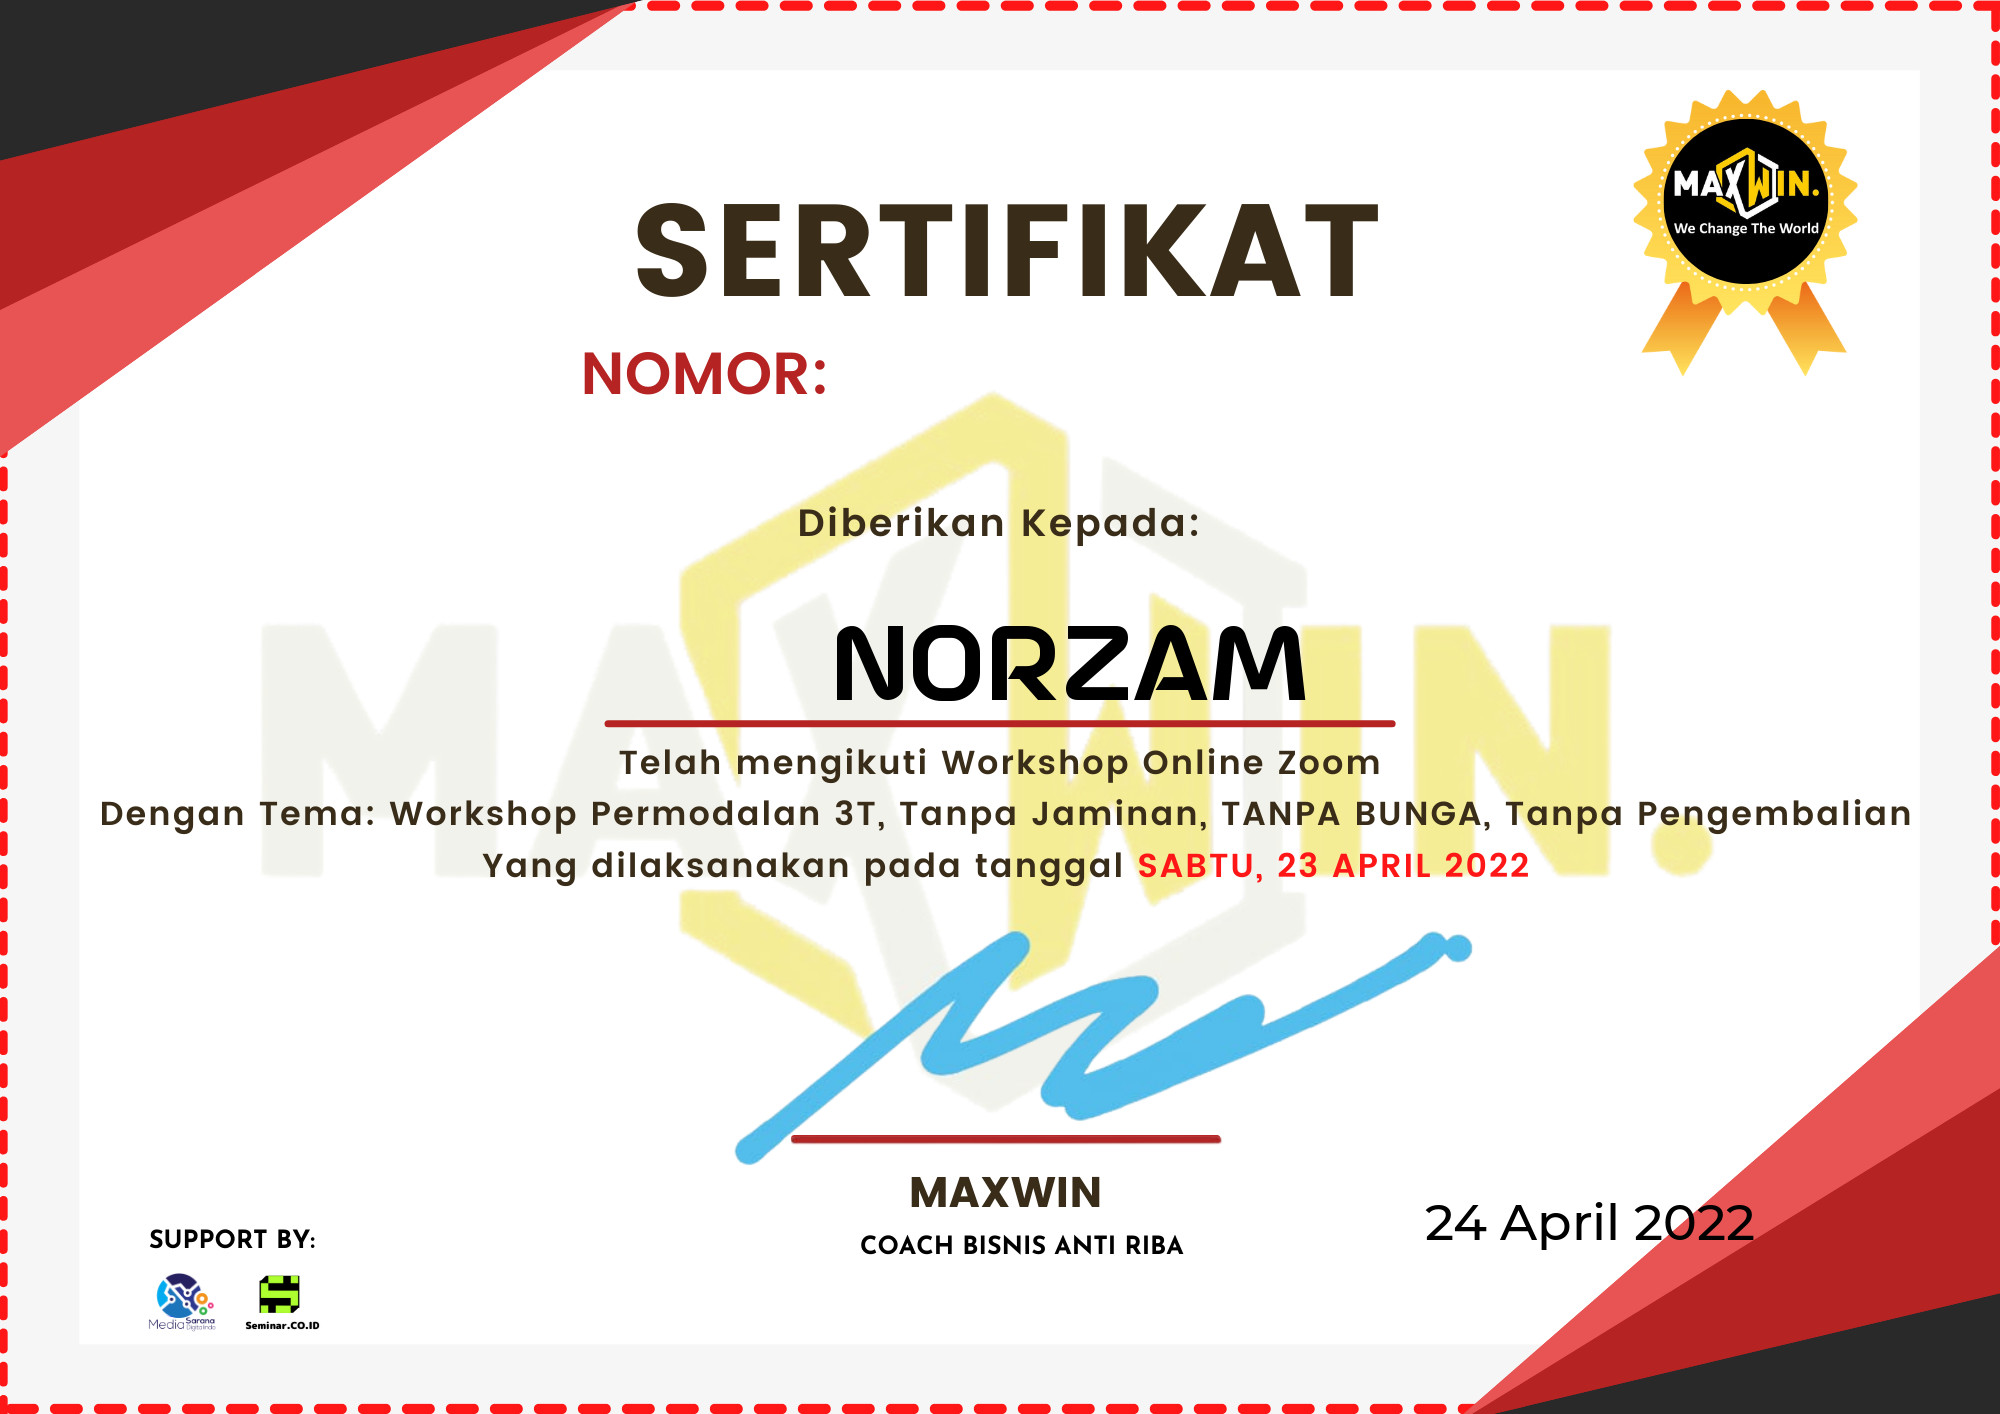 MAXWIN.
We Change The World
SERTIFIKAT
NOMOR:
Diberikan Kepada:
MAXWIN.
NORZAM
Telah mengikuti Workshop Online Zoom
Dengan Tema: Workshop Permodalan 3T, Tanpa Jaminan, TANPA BUNGA, Tanpa Pengembalian
Yang dilaksanakan pada tanggal SABTU, 23 APRIL 2022
MAXWIN
COACH BISNIS ANTI RIBA
24 April 2022
SUPPORT BY:
Media Sarana Digitalindo
Seminar.CO.ID